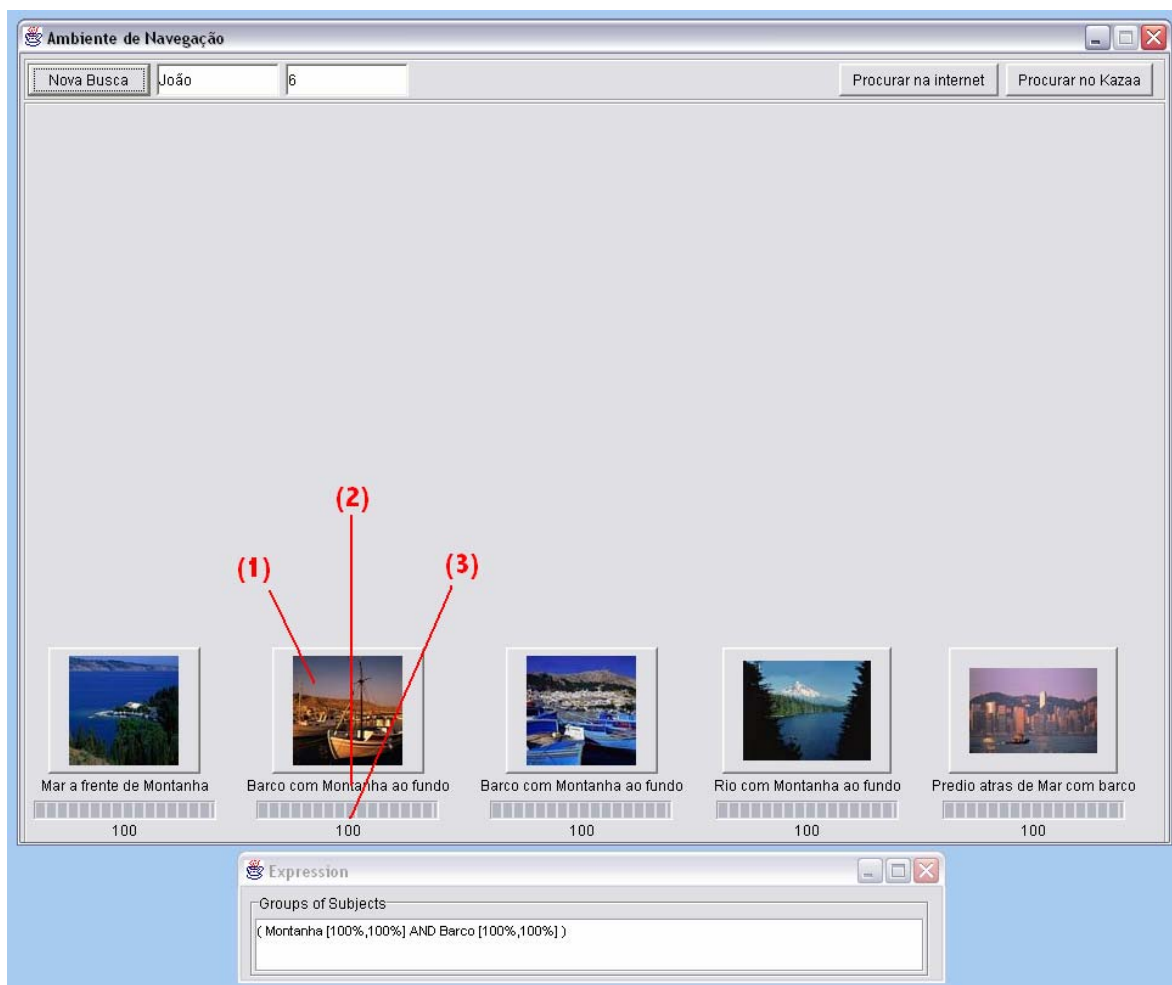 Ambiente de Navegação
Nova Busca João 6 Procurar na internet Procurar no Kazaa
(2)
(1) (3)
Mar a frente de Montanha Barco com Montanha ao fundo Barco com Montanha ao fundo Rio com Montanha ao fundo Predio atras de Mar com barco
100 100 100 100 100
Expression
Groups of Subjects
( Montanha [100%,100%] AND Barco [100%,100%] )